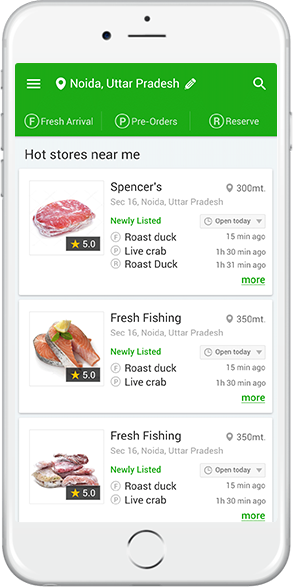 Noida, Uttar Pradesh
F Fresh Arrival P Pre-Orders R Reserve
Hot stores near me
Spencer's 300mt.
Sec 16, Noida, Uttar Pradesh
Newly Listed Open today
F Roast duck 15 min ago
P Live crab 1h 30 min ago
R Roast Duck 1h 31 min ago
5.0
more
Fresh Fishing 350mt.
Sec 16, Noida, Uttar Pradesh
Newly Listed Open today
F Roast duck 15 min ago
P Live crab 1h 30 min ago
5.0
more
Fresh Fishing 350mt.
Sec 16, Noida, Uttar Pradesh
Newly Listed Open today
F Roast duck 15 min ago
P Live crab 1h 30 min ago
5.0
more